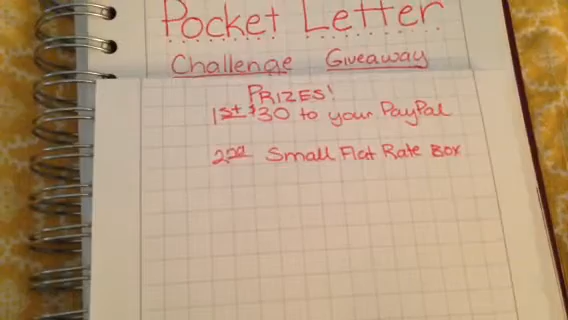 Pocket Letter
Challenge Giveaway
PRIZES!
1st $30 to your PayPal
2nd Small Flat Rate Box